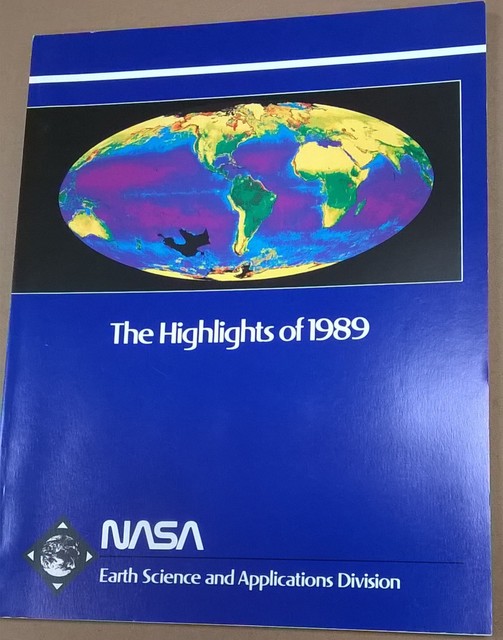 The Highlights of 1989
NASA
Earth Science and Applications Division